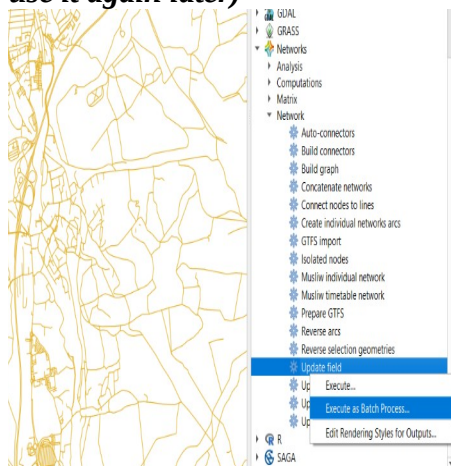 use it again later)
GDAL
GRASS
Networks
Analysis
Computations
Matrix
Network
Auto-connectors
Build connectors
Build graph
Concatenate networks
Connect nodes to lines
Create individual networks arcs
GTFS import
Isolated nodes
Musliw individual network
Musliw timetable network
Prepare GTFS
Reverse arcs
Reverse selection geometries
Update field
Up Execute...
Up Execute as Batch Process...
Up Edit Rendering Styles for Outputs...
R
SAGA